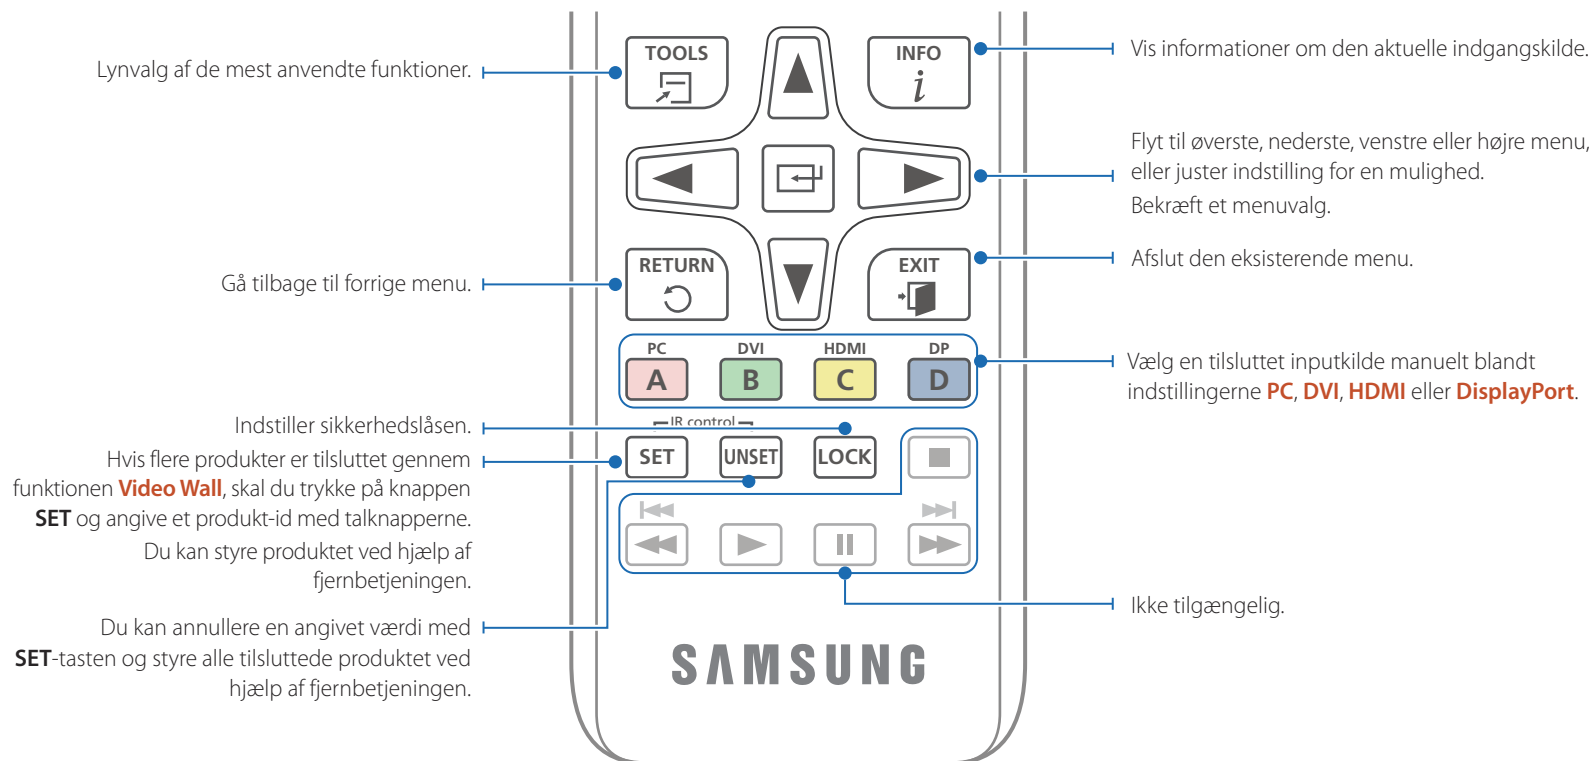 TOOLS
INFO
i
Lynvalg af de mest anvendte funktioner.
Vis informationer om den aktuelle indgangskilde.
Flyt til øverste, nederste, venstre eller højre menu,
eller juster indstilling for en mulighed.
Bekræft et menuvalg.
RETURN
EXIT
Gå tilbage til forrige menu.
Afslut den eksisterende menu.
PC
DVI
HDMI
DP
A
B
C
D
Vælg en tilsluttet inputkilde manuelt blandt
indstillingerne PC, DVI, HDMI eller DisplayPort.
Indstiller sikkerhedslåsen.
IR control
SET
UNSET
LOCK
Hvis flere produkter er tilsluttet gennem
funktionen Video Wall, skal du trykke på knappen
SET og angive et produkt-id med talknapperne.
Du kan styre produktet ved hjælp af
fjernbetjeningen.
Ikke tilgængelig.
Du kan annullere en angivet værdi med
SET-tasten og styre alle tilsluttede produktet ved
hjælp af fjernbetjeningen.
SAMSUNG